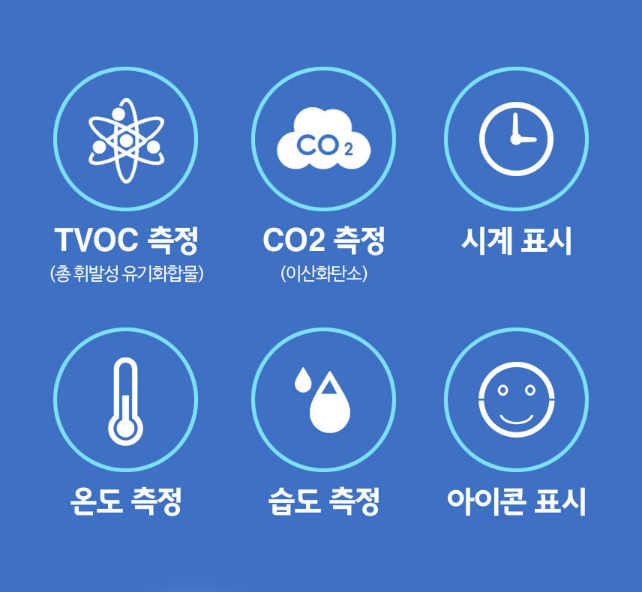 CO2
TVOC 측정
(총 휘발성 유기화합물)
CO2 측정
(이산화탄소)
시계 표시
온도 측정
습도 측정
아이콘 표시